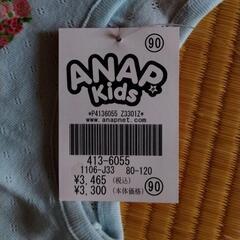 90
ANAP
Kids
*P4136055 Z3301Z*
www.anapnet.com
413-6055
1106-J33 80-120
¥3,465 (税込)
¥3,300 (本体価格)
90